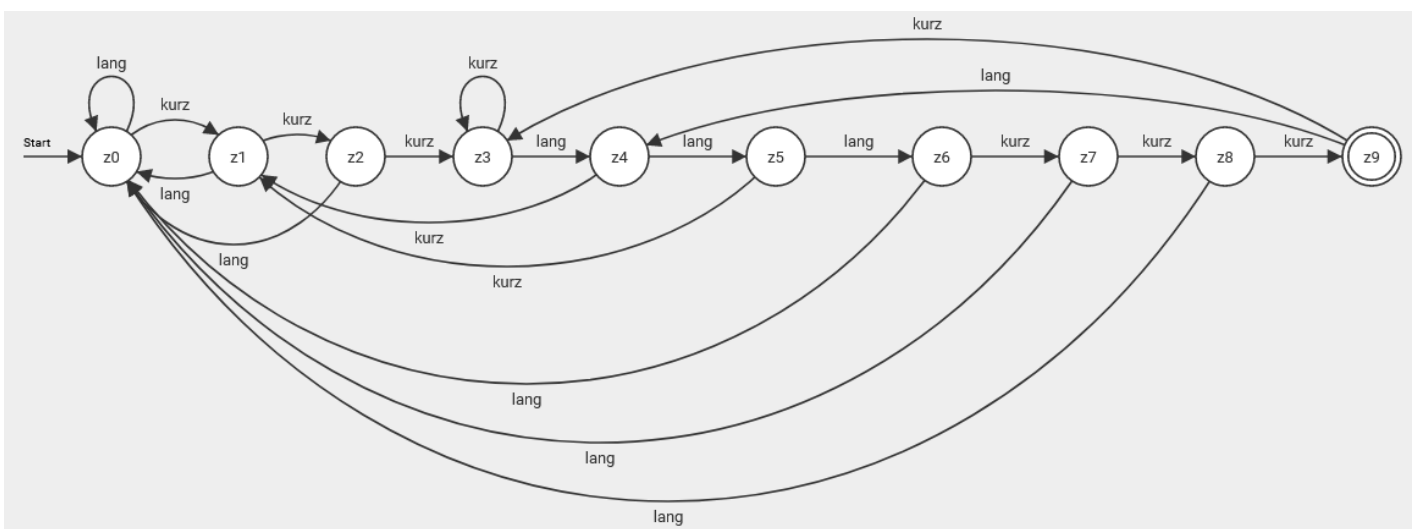 kurz
lang
lang
kurz
kurz
kurz
Start
z0
z1
z2
kurz
z3
lang
z4
lang
z5
lang
z6
kurz
z7
kurz
z8
kurz
z9
lang
kurz
lang
kurz
lang
lang
lang